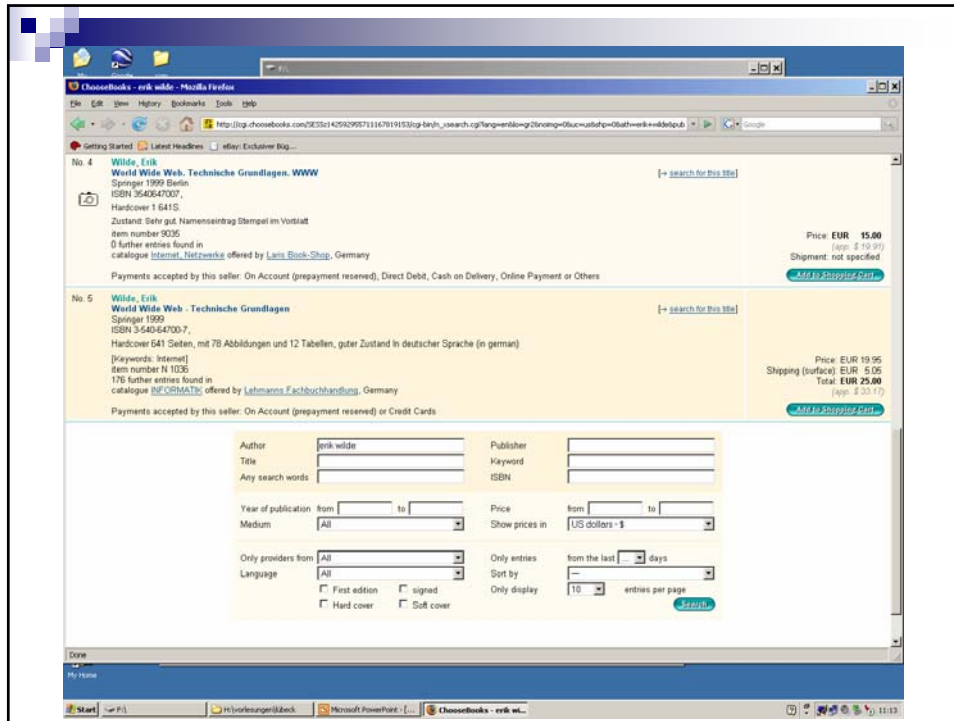 ChooseBooks - erik wilde - Mozilla Firefox
File Edit View History Bookmarks Tools Help
Google
Getting Started Latest Headlines eBay: Exclusiver Büg...
No. 4 Wilde, Erik
World Wide Web. Technische Grundlagen. WWW [→ search for this title]
Springer 1999 Berlin
ISBN 3540647007,
Hardcover 1 641S.
Zustand: Sehr gut. Namenseintrag Stempel im Vorblatt
item number 9035
0 further entries found in
catalogue Internet, Netzwerke offered by Laris Book-Shop, Germany
Payments accepted by this seller: On Account (prepayment reserved), Direct Debit, Cash on Delivery, Online Payment or Others
Price: EUR 15.00
(app. $ 19.91)
Shipment: not specified
Add to Shopping Cart
No. 5 Wilde, Erik
World Wide Web - Technische Grundlagen [→ search for this title]
Springer 1999
ISBN 3-540-64700-7,
Hardcover 641 Seiten, mit 78 Abbildungen und 12 Tabellen, guter Zustand In deutscher Sprache (in german)
[Keywords: Internet]
item number N 1036
176 further entries found in
catalogue INFORMATIK offered by Lehmanns Fachbuchhandlung, Germany
Payments accepted by this seller: On Account (prepayment reserved) or Credit Cards
Price: EUR 19.95
Shipping (surface): EUR 5.05
Total: EUR 25.00
(app. $ 33.17)
Add to Shopping Cart
Author erik wilde Publisher
Title Keyword
Any search words ISBN
Year of publication from to Price from to
Medium All Show prices in US dollars - $
Only providers from All Only entries from the last ... days
Language All Sort by ---
First edition signed Only display 10 entries per page
Hard cover Soft cover Search
Done
My Home
Start F:\ H:\vorlesungen\lübeck Microsoft PowerPoint - [... ChooseBooks - erik wi... 11:13